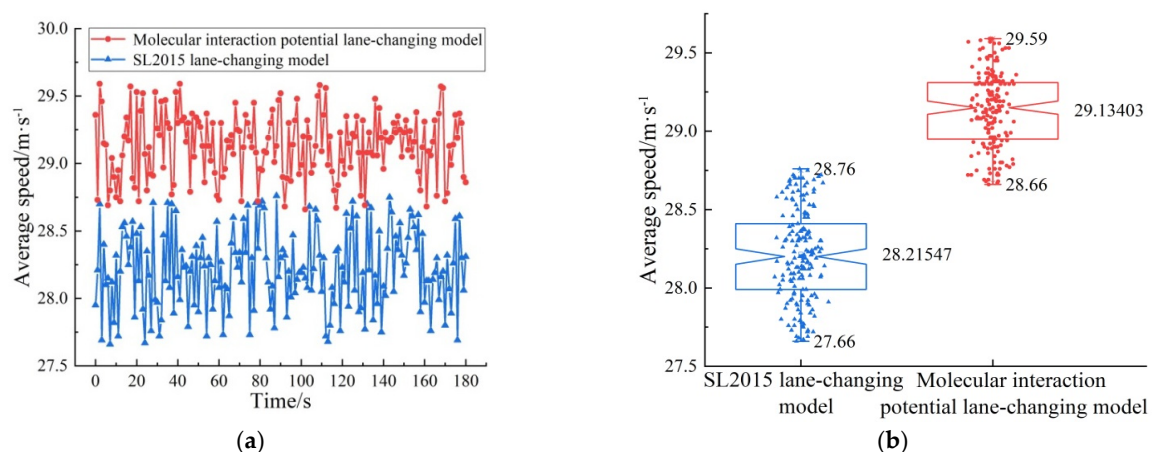 30.0
29.5
29.0
28.5
28.0
27.5
Average speed/m·s⁻¹
Molecular interaction potential lane-changing model
SL2015 lane-changing model
0 20 40 60 80 100 120 140 160 180
Time/s
(a)
29.5
29.0
28.5
28.0
27.5
Average speed/m·s⁻¹
29.59
29.13403
28.66
28.76
28.21547
27.66
SL2015 lane-changing
model
Molecular interaction
potential lane-changing model
(b)